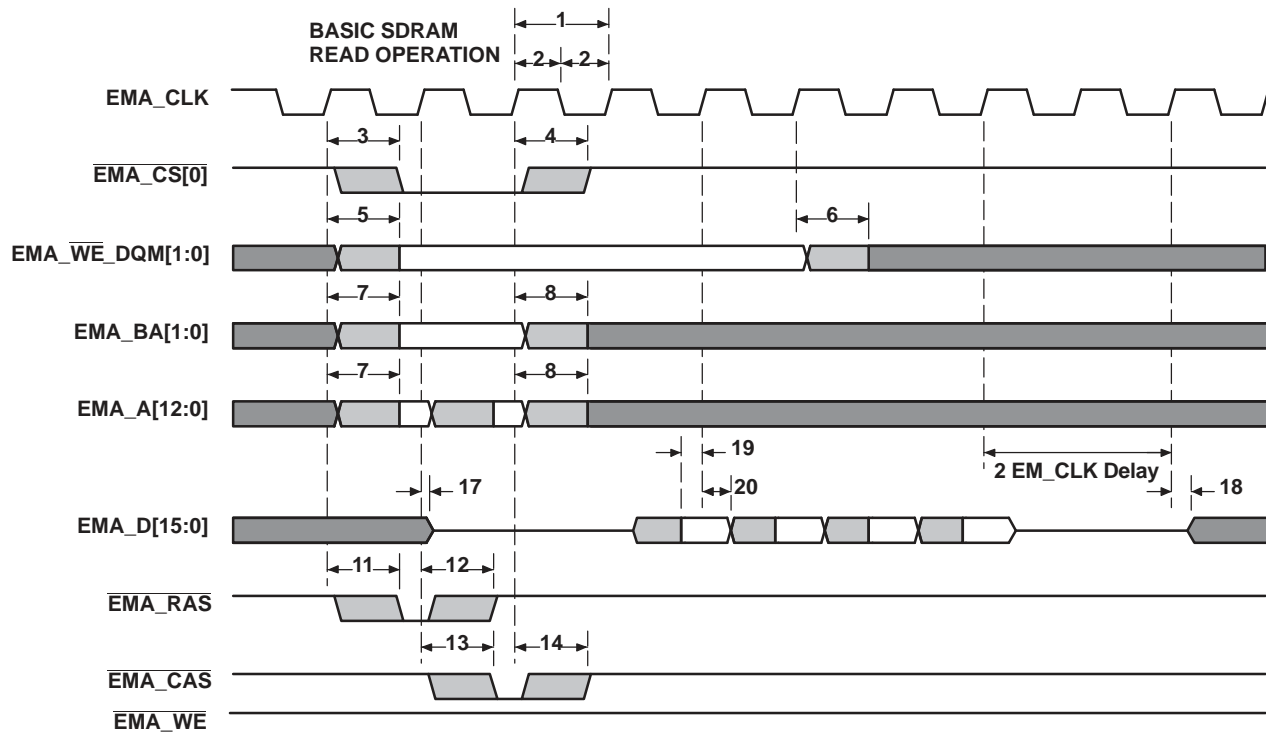 BASIC SDRAM
READ OPERATION
1
2 2
EMA_CLK
3 4
EMA_CS[0]
5 6
EMA_WE_DQM[1:0]
7 8
EMA_BA[1:0]
7 8
EMA_A[12:0]
19
2 EM_CLK Delay
17 20 18
EMA_D[15:0]
11 12
EMA_RAS
13 14
EMA_CAS
EMA_WE